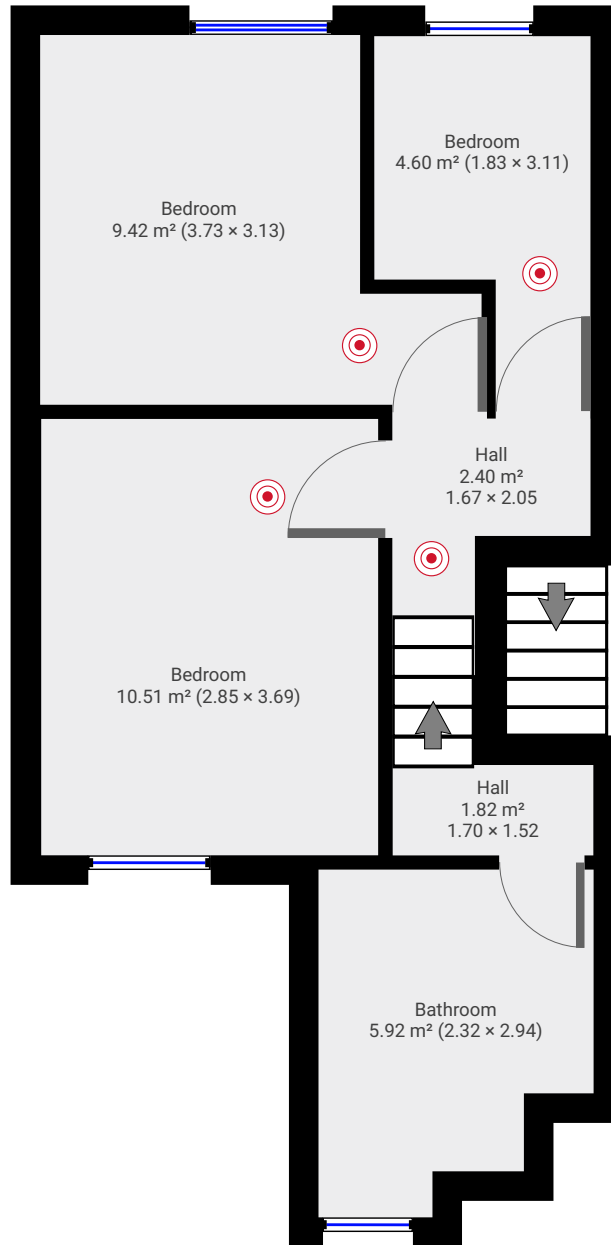 Bedroom
4.60 m² (1.83 × 3.11)
Bedroom
9.42 m² (3.73 × 3.13)
Hall
2.40 m²
1.67 × 2.05
Bedroom
10.51 m² (2.85 × 3.69)
Hall
1.82 m²
1.70 × 1.52
Bathroom
5.92 m² (2.32 × 2.94)